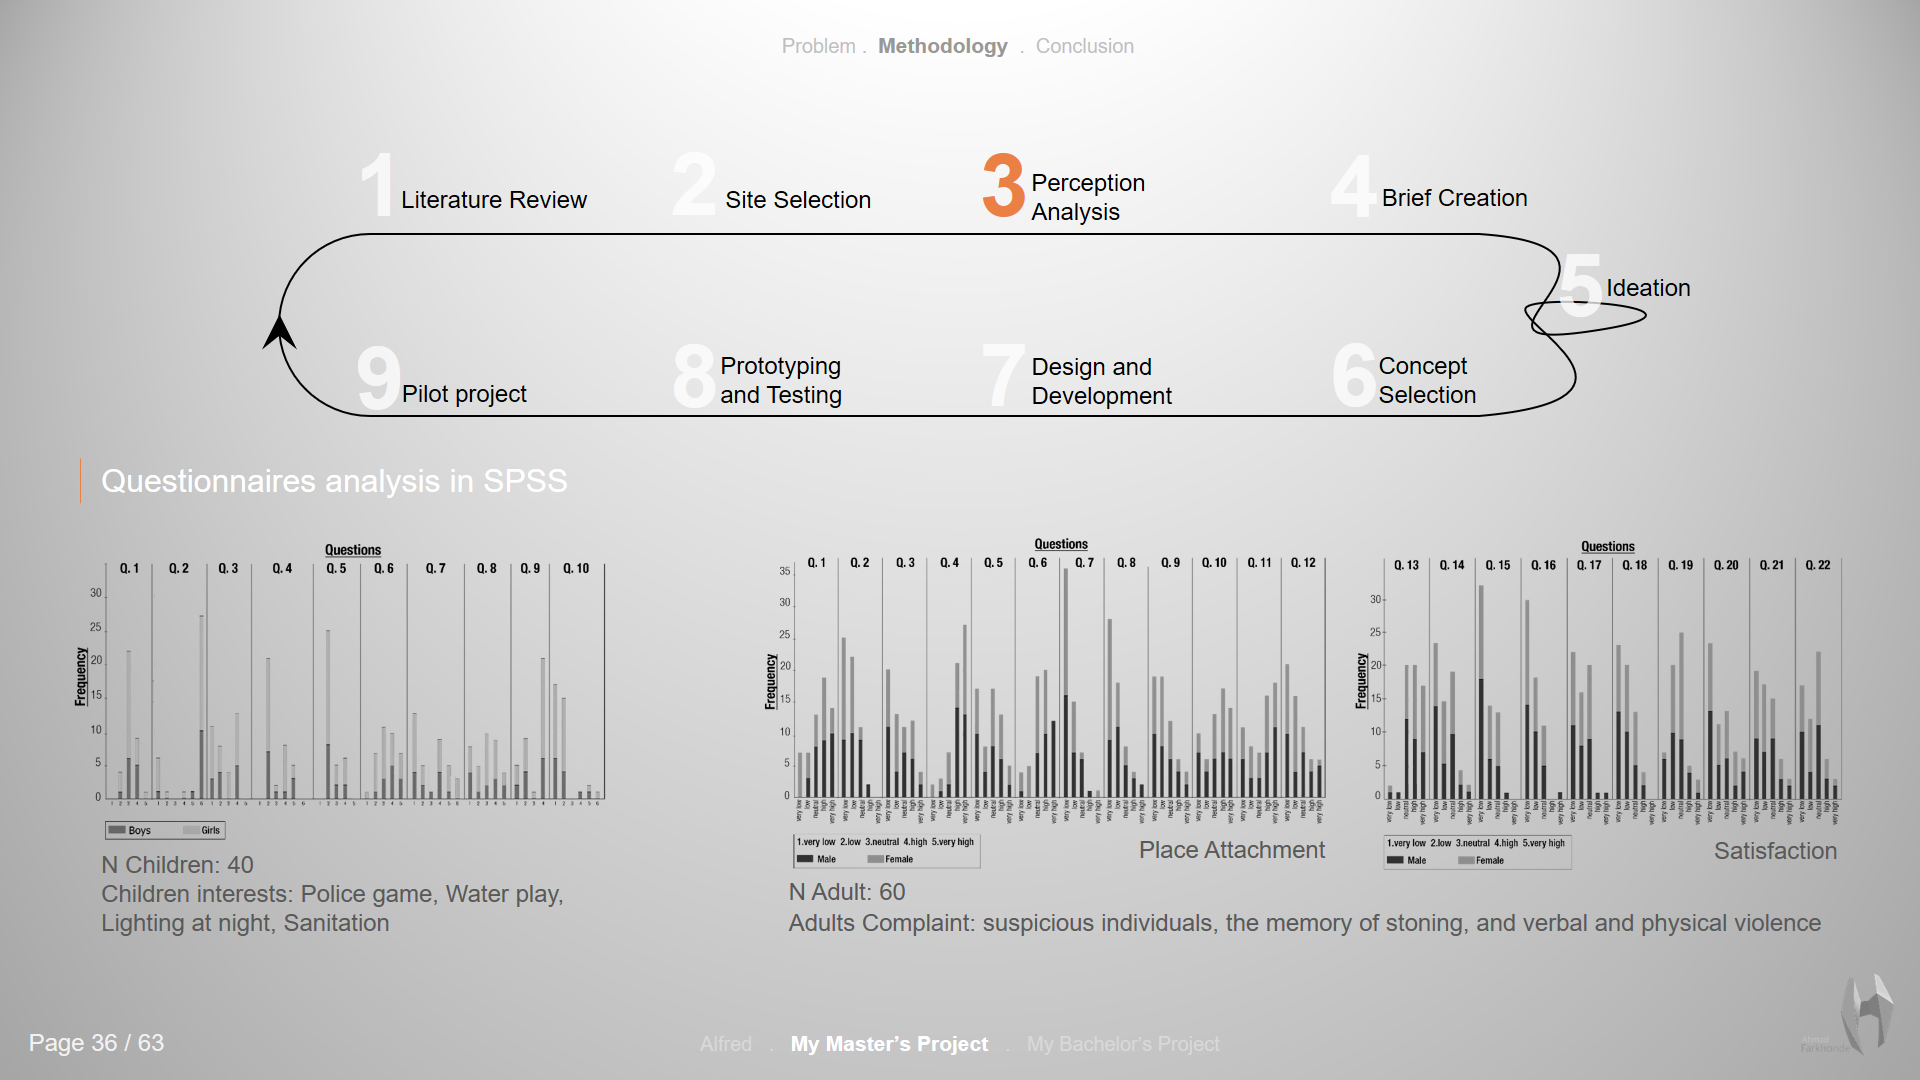 Problem . Methodology . Conclusion
1 Literature Review
2 Site Selection
3 Perception
Analysis
4 Brief Creation
5 Ideation
9 Pilot project
8 Prototyping
and Testing
7 Design and
Development
6 Concept
Selection
Questionnaires analysis in SPSS
Questions
Q. 1 Q. 2 Q. 3 Q. 4 Q. 5 Q. 6 Q. 7 Q. 8 Q. 9 Q. 10
Frequency
30
25
20
15
10
5
0
Boys Girls
N Children: 40
Children interests: Police game, Water play,
Lighting at night, Sanitation
Questions
Q. 1 Q. 2 Q. 3 Q. 4 Q. 5 Q. 6 Q. 7 Q. 8 Q. 9 Q. 10 Q. 11 Q. 12
Frequency
35
30
25
20
15
10
5
0
1.very low 2.low 3.neutral 4.high 5.very high
Male Female
Place Attachment
Questions
Q. 13 Q. 14 Q. 15 Q. 16 Q. 17 Q. 18 Q. 19 Q. 20 Q. 21 Q. 22
Frequency
30
25
20
15
10
5
0
1.very low 2.low 3.neutral 4.high 5.very high
Male Female
Satisfaction
N Adult: 60
Adults Complaint: suspicious individuals, the memory of stoning, and verbal and physical violence
Page 36 / 63
Alfred . My Master's Project . My Bachelor's Project